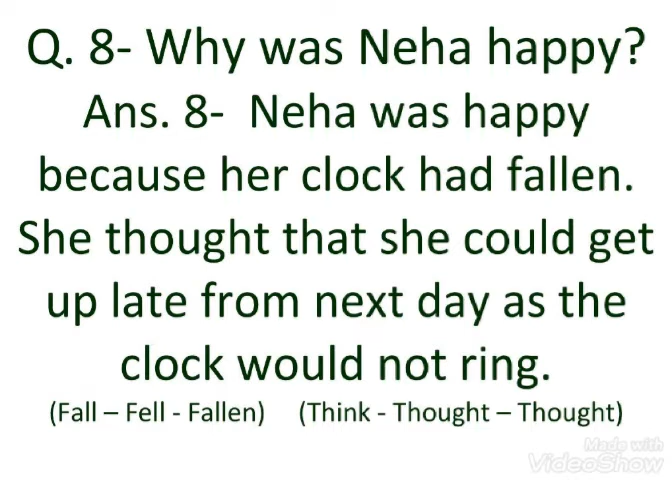 Q. 8- Why was Neha happy?
Ans. 8-  Neha was happy
because her clock had fallen.
She thought that she could get
up late from next day as the
clock would not ring.
(Fall – Fell - Fallen)    (Think - Thought – Thought)
Made with
VideoShow